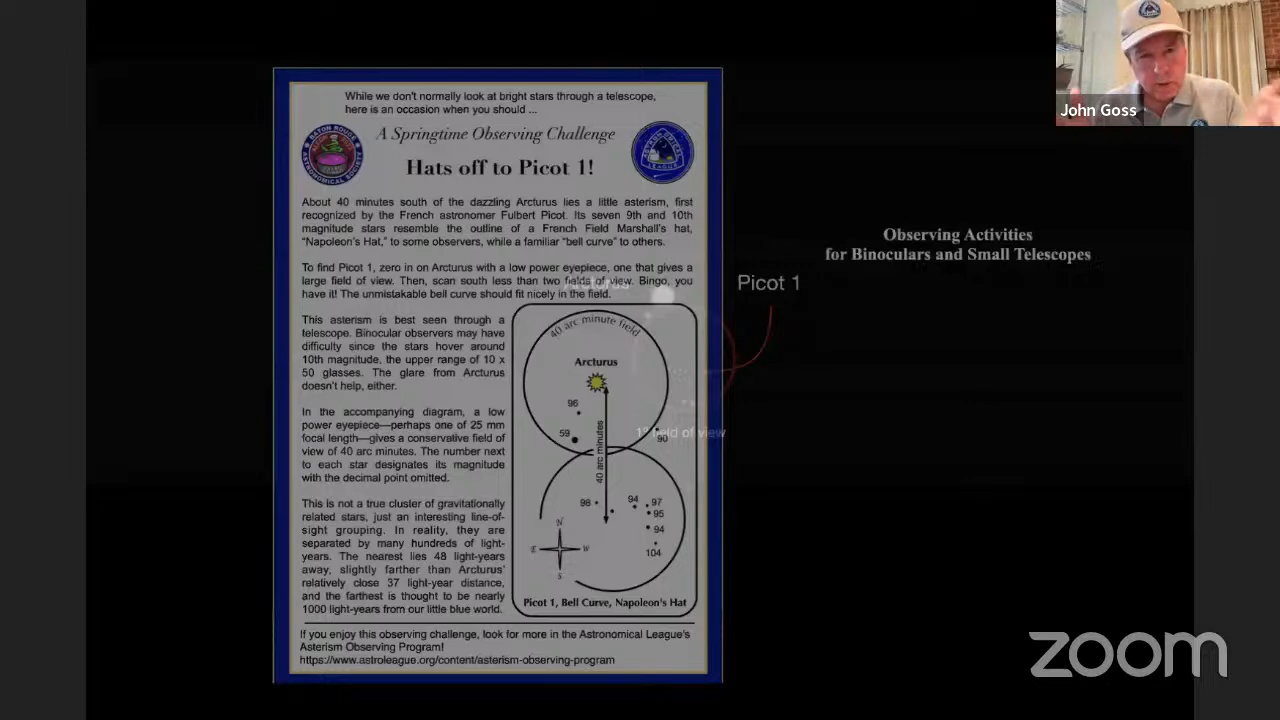 While we don't normally look at bright stars through a telescope,
here is an occasion when you should ...
A Springtime Observing Challenge
Hats off to Picot 1!
BATON ROUGE
ASTRONOMICAL SOCIETY
ASTRONOMICAL
LEAGUE
About 40 minutes south of the dazzling Arcturus lies a little asterism, first
recognized by the French astronomer Fulbert Picot. Its seven 9th and 10th
magnitude stars resemble the outline of a French Field Marshall's hat,
"Napoleon's Hat," to some observers, while a familiar "bell curve" to others.
To find Picot 1, zero in on Arcturus with a low power eyepiece, one that gives a
large field of view. Then, scan south less than two fields of view. Bingo, you
have it! The unmistakable bell curve should fit nicely in the field.
This asterism is best seen through a
telescope. Binocular observers may have
difficulty since the stars hover around
10th magnitude, the upper range of 10 x
50 glasses. The glare from Arcturus
doesn't help, either.
In the accompanying diagram, a low
power eyepiece—perhaps one of 25 mm
focal length—gives a conservative field of
view of 40 arc minutes. The number next
to each star designates its magnitude
with the decimal point omitted.
This is not a true cluster of gravitationally
related stars, just an interesting line-of-
sight grouping. In reality, they are
separated by many hundreds of light-
years. The nearest lies 48 light-years
away, slightly farther than Arcturus'
relatively close 37 light-year distance,
and the farthest is thought to be nearly
1000 light-years from our little blue world.
40 arc minute field
Arcturus
96
59
90
40 arc minutes
98
94
97
95
94
104
N
E
W
S
Picot 1, Bell Curve, Napoleon's Hat
If you enjoy this observing challenge, look for more in the Astronomical League's
Asterism Observing Program!
https://www.astroleague.org/content/asterism-observing-program
Arcturus
1° field of view
Picot 1
Observing Activities
for Binoculars and Small Telescopes
John Goss
zoom